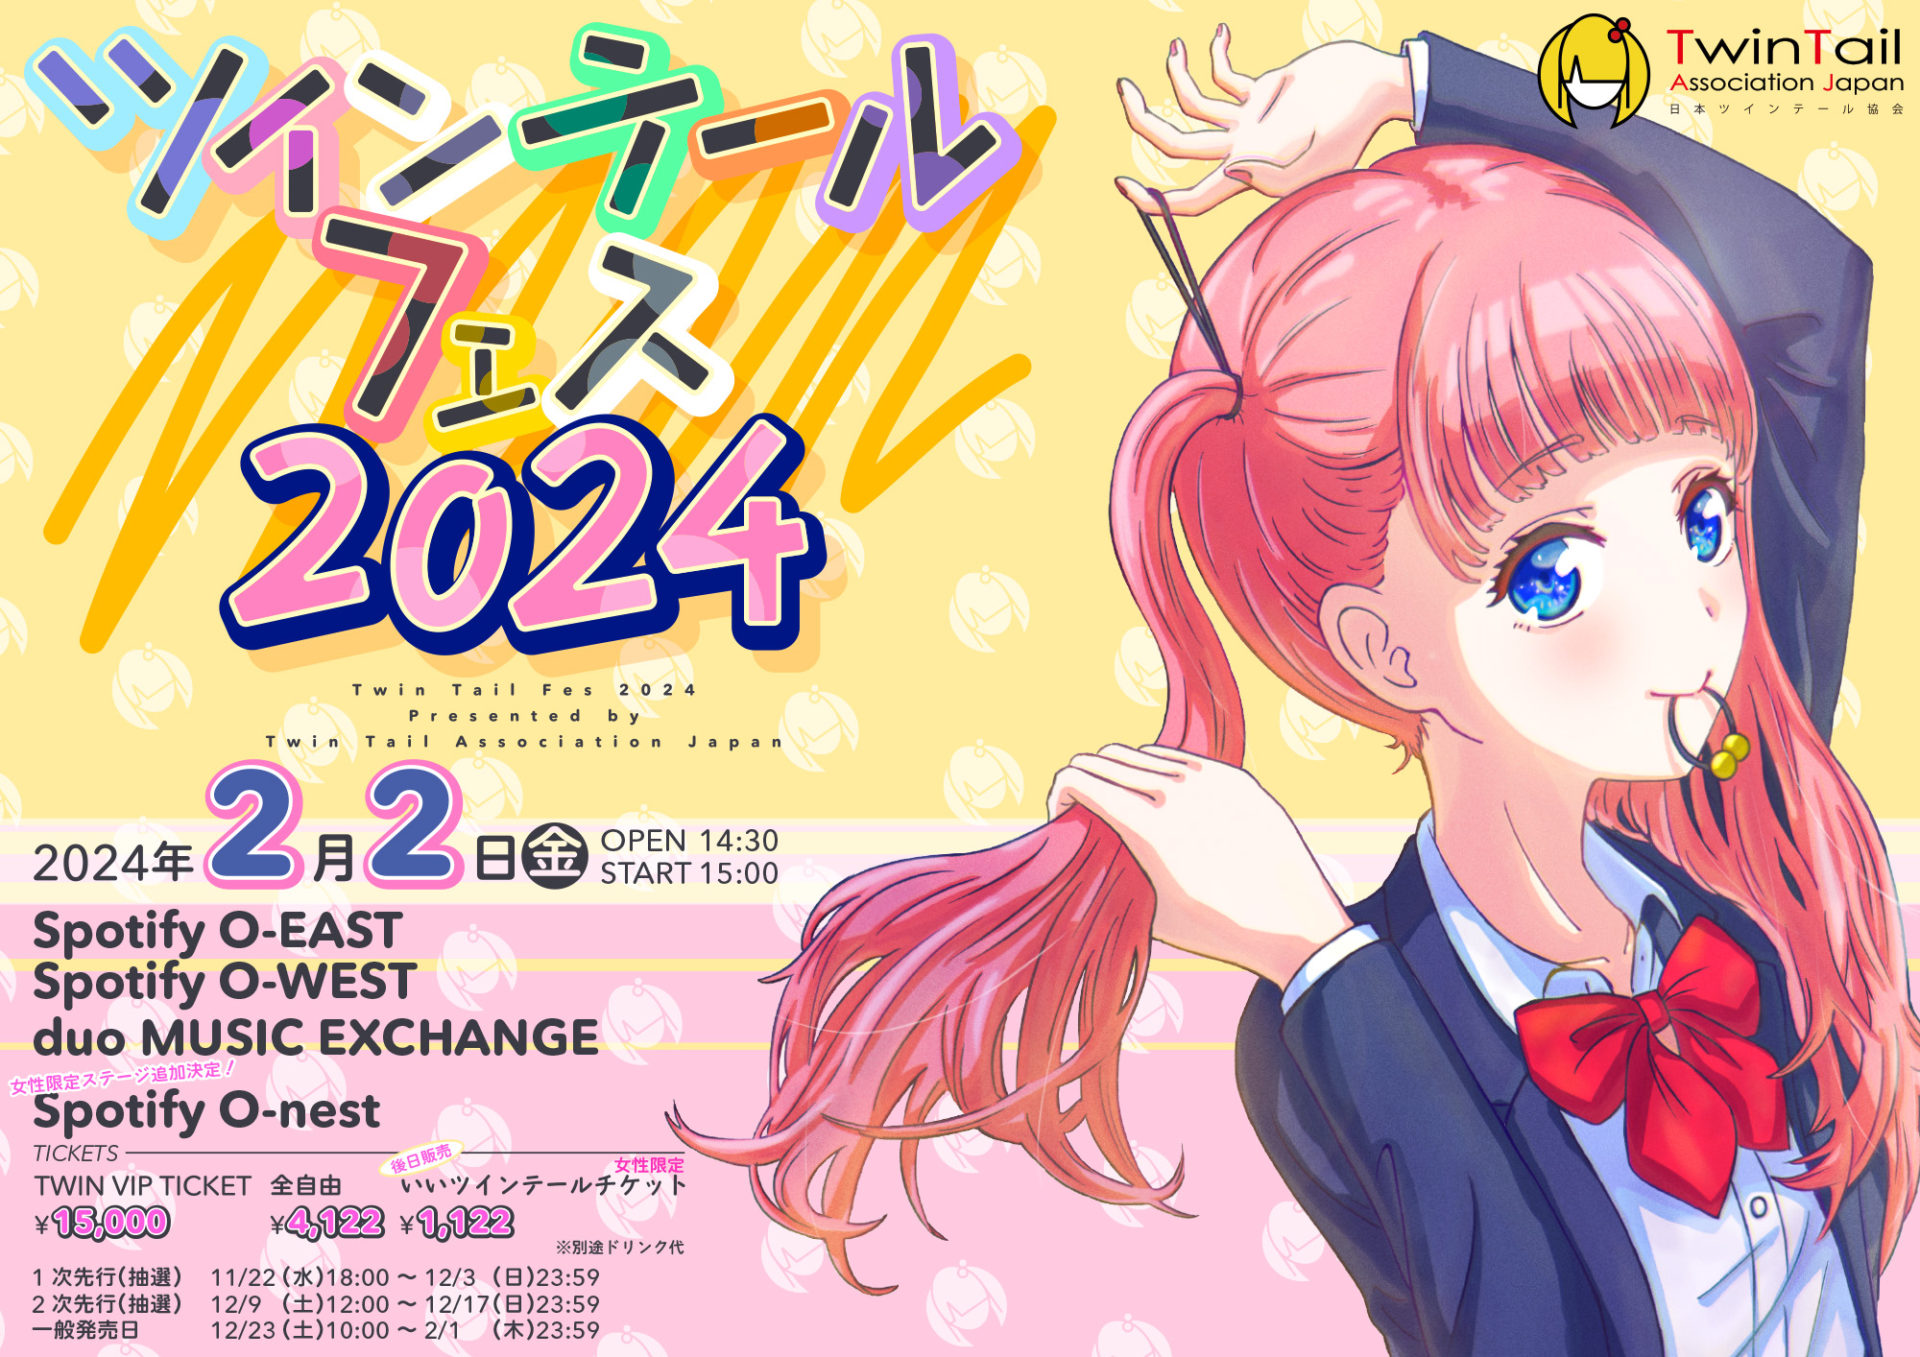 ツインテール
フェス
2024
TwinTail
Association Japan
日本ツインテール協会
Twin Tail Fes 2024
Presented by
Twin Tail Association Japan
2024年2月2日金
OPEN 14:30
START 15:00
Spotify O-EAST
Spotify O-WEST
duo MUSIC EXCHANGE
女性限定ステージ追加決定!
Spotify O-nest
TICKETS
後日販売
女性限定
TWIN VIP TICKET 全自由 いいツインテールチケット
¥15,000 ¥4,122 ¥1,122
※別途ドリンク代
1次先行(抽選) 11/22(水)18:00 〜 12/3 (日)23:59
2次先行(抽選) 12/9 (土)12:00 〜 12/17(日)23:59
一般発売日 12/23(土)10:00 〜 2/1 (木)23:59